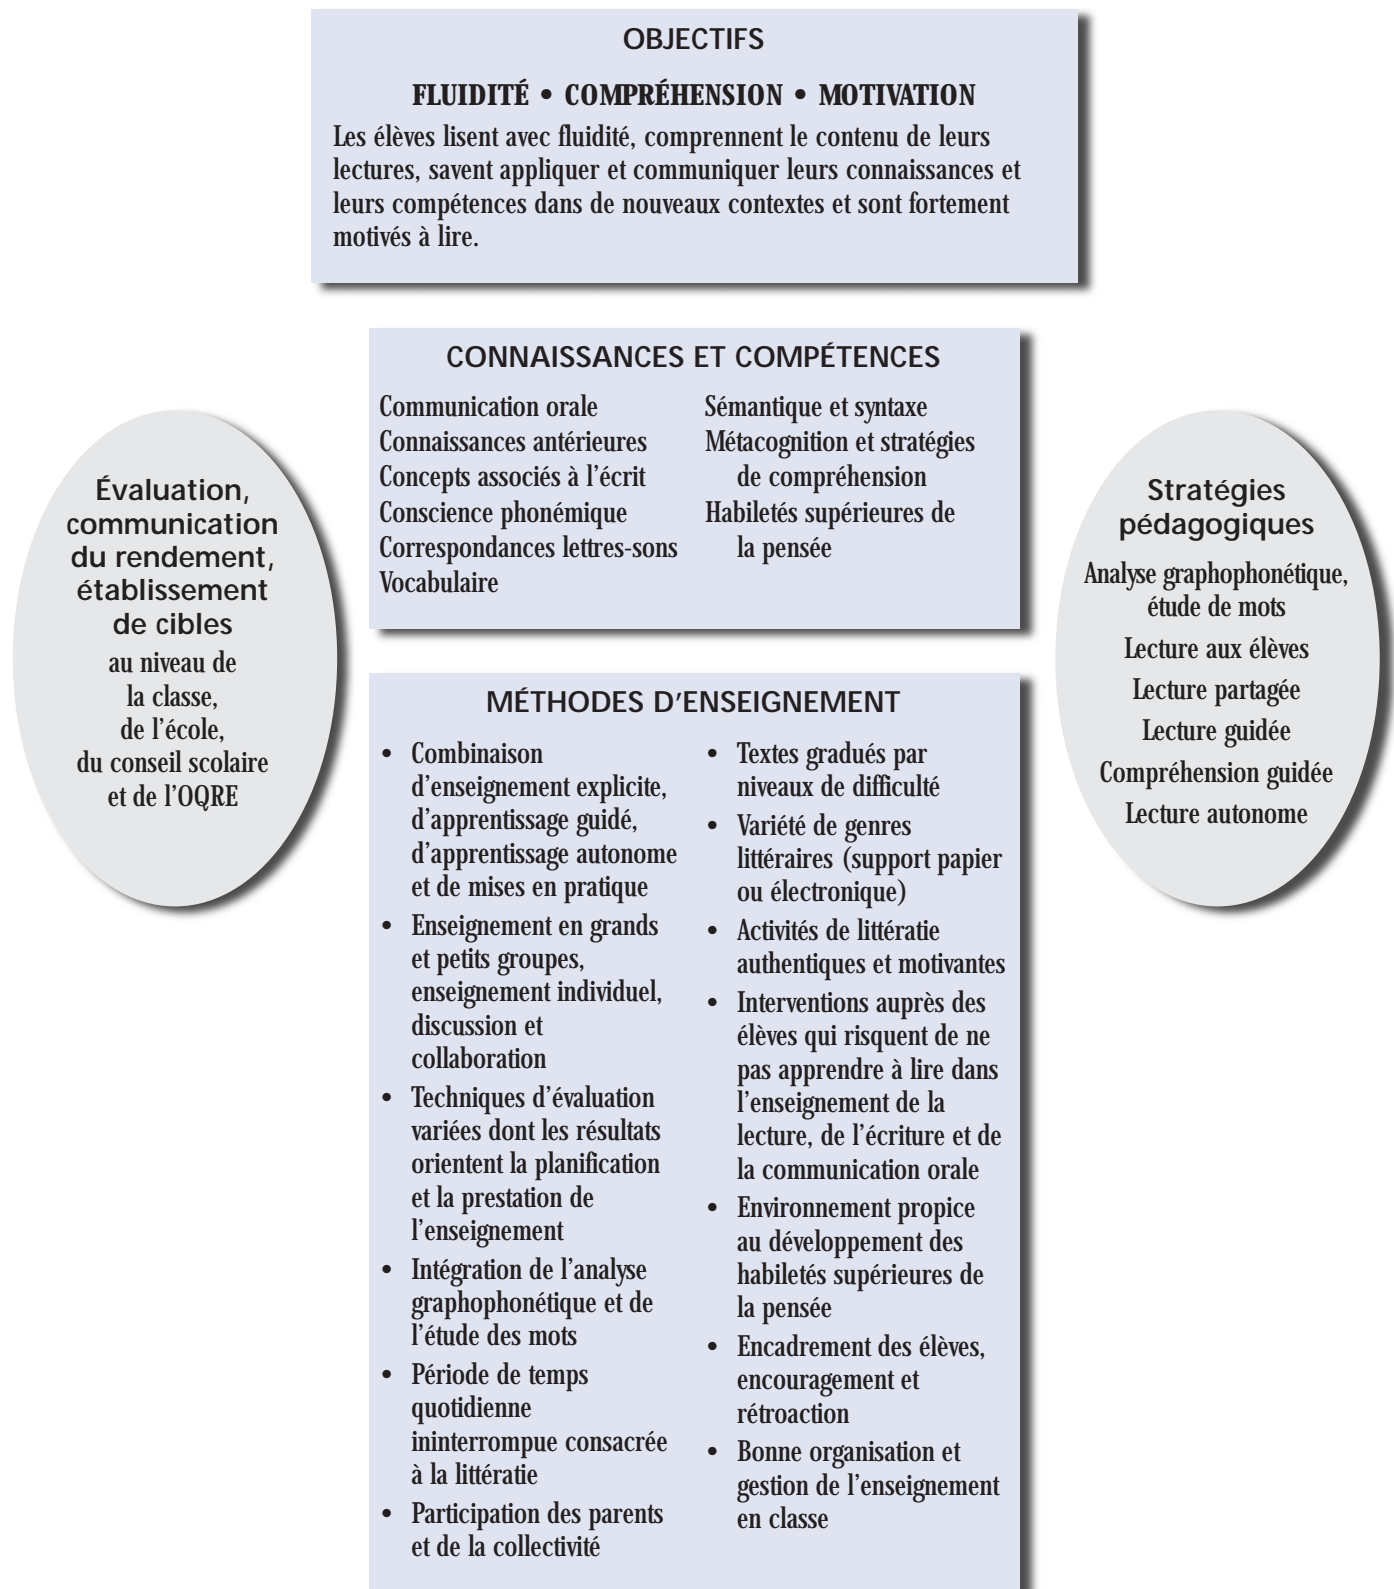 OBJECTIFS
FLUIDITÉ • COMPRÉHENSION • MOTIVATION
Les élèves lisent avec fluidité, comprennent le contenu de leurs
lectures, savent appliquer et communiquer leurs connaissances et
leurs compétences dans de nouveaux contextes et sont fortement
motivés à lire.
CONNAISSANCES ET COMPÉTENCES
Communication orale
Connaissances antérieures
Concepts associés à l'écrit
Conscience phonémique
Correspondances lettres-sons
Vocabulaire
Sémantique et syntaxe
Métacognition et stratégies
de compréhension
Habiletés supérieures de
la pensée
Évaluation,
communication
du rendement,
établissement
de cibles
au niveau de
la classe,
de l'école,
du conseil scolaire
et de l'OQRE
Stratégies
pédagogiques
Analyse graphophonétique,
étude de mots
Lecture aux élèves
Lecture partagée
Lecture guidée
Compréhension guidée
Lecture autonome
MÉTHODES D'ENSEIGNEMENT
• Combinaison
d'enseignement explicite,
d'apprentissage guidé,
d'apprentissage autonome
et de mises en pratique
• Enseignement en grands
et petits groupes,
enseignement individuel,
discussion et
collaboration
• Techniques d'évaluation
variées dont les résultats
orientent la planification
et la prestation de
l'enseignement
• Intégration de l'analyse
graphophonétique et de
l'étude des mots
• Période de temps
quotidienne
ininterrompue consacrée
à la littératie
• Participation des parents
et de la collectivité
• Textes gradués par
niveaux de difficulté
• Variété de genres
littéraires (support papier
ou électronique)
• Activités de littératie
authentiques et motivantes
• Interventions auprès des
élèves qui risquent de ne
pas apprendre à lire dans
l'enseignement de la
lecture, de l'écriture et de
la communication orale
• Environnement propice
au développement des
habiletés supérieures de
la pensée
• Encadrement des élèves,
encouragement et
rétroaction
• Bonne organisation et
gestion de l'enseignement
en classe